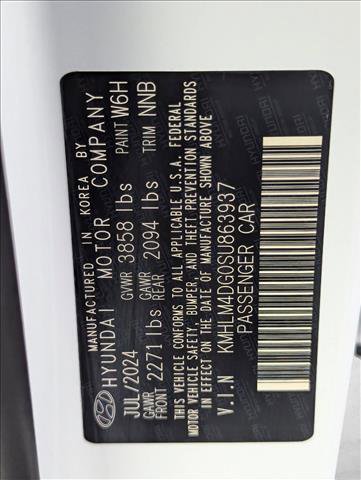 MANUFACTURED IN KOREA BY
HYUNDAI MOTOR COMPANY
JUL/2024 GVWR 3858 lbs PAINT W6H
GAWR FRONT 2271 lbs GAWR REAR 2094 lbs TRIM NNB
THIS VEHICLE CONFORMS TO ALL APPLICABLE U.S.A. FEDERAL
MOTOR VEHICLE SAFETY, BUMPER, AND THEFT PREVENTION STANDARDS
IN EFFECT ON THE DATE OF MANUFACTURE SHOWN ABOVE
V.I.N KMHLM4DG0SU863937
PASSENGER CAR